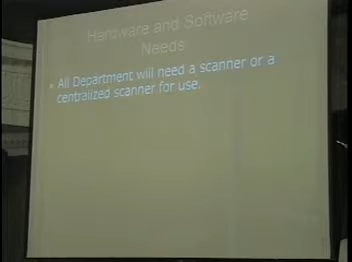 Hardware and Software
Needs
All Department will need a scanner or a
centralized scanner for use.